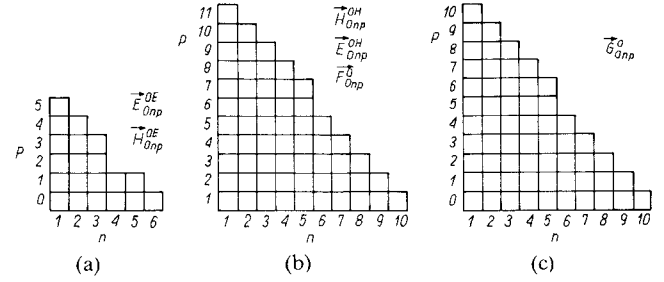 11
10
9
8
7
6
5
4
3
2
1
P
H⃗_{0np}^{OH}
E⃗_{0np}^{OH}
F⃗_{0np}^{a}
1 2 3 4 5 6 7 8 9 10
n
(b)
10
9
8
7
6
5
4
3
2
1
0
P
G⃗_{0np}^{a}
1 2 3 4 5 6 7 8 9 10
n
(c)
5
4
3
2
1
0
P
E⃗_{0np}^{OE}
H⃗_{0np}^{OE}
1 2 3 4 5 6
n
(a)